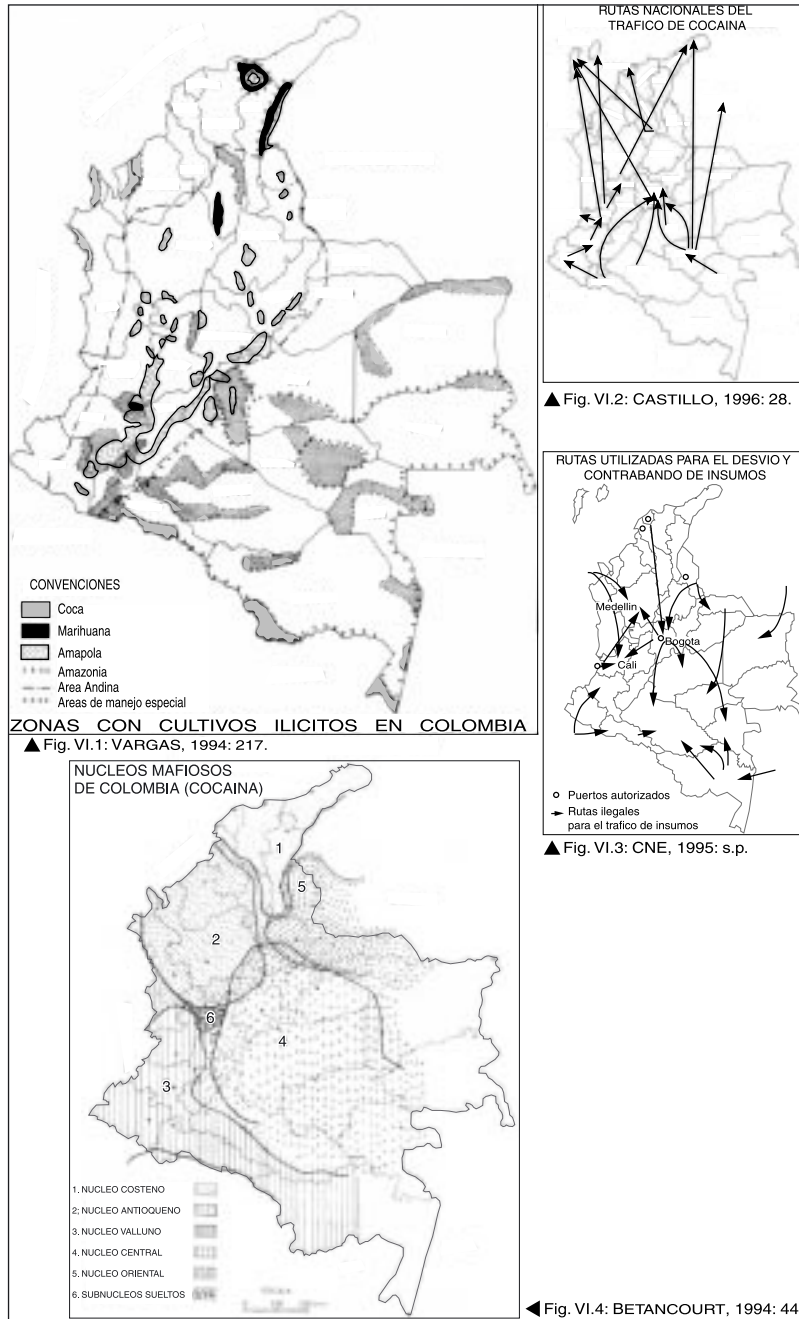 CONVENCIONES
Coca
Marihuana
Amapola
Amazonia
Area Andina
Areas de manejo especial
ZONAS CON CULTIVOS ILICITOS EN COLOMBIA
▲ Fig. VI.1: VARGAS, 1994: 217.
RUTAS NACIONALES DEL
TRAFICO DE COCAINA
▲ Fig. VI.2: CASTILLO, 1996: 28.
RUTAS UTILIZADAS PARA EL DESVIO Y
CONTRABANDO DE INSUMOS
Medellin
Bogota
Cali
Puertos autorizados
Rutas ilegales
para el trafico de insumos
▲ Fig. VI.3: CNE, 1995: s.p.
NUCLEOS MAFIOSOS
DE COLOMBIA (COCAINA)
1
5
2
6
4
3
1. NUCLEO COSTENO
2; NUCLEO ANTIOQUENO
3. NUCLEO VALLUNO
4. NUCLEO CENTRAL
5. NUCLEO ORIENTAL
6. SUBNUCLEOS SUELTOS
◀ Fig. VI.4: BETANCOURT, 1994: 44